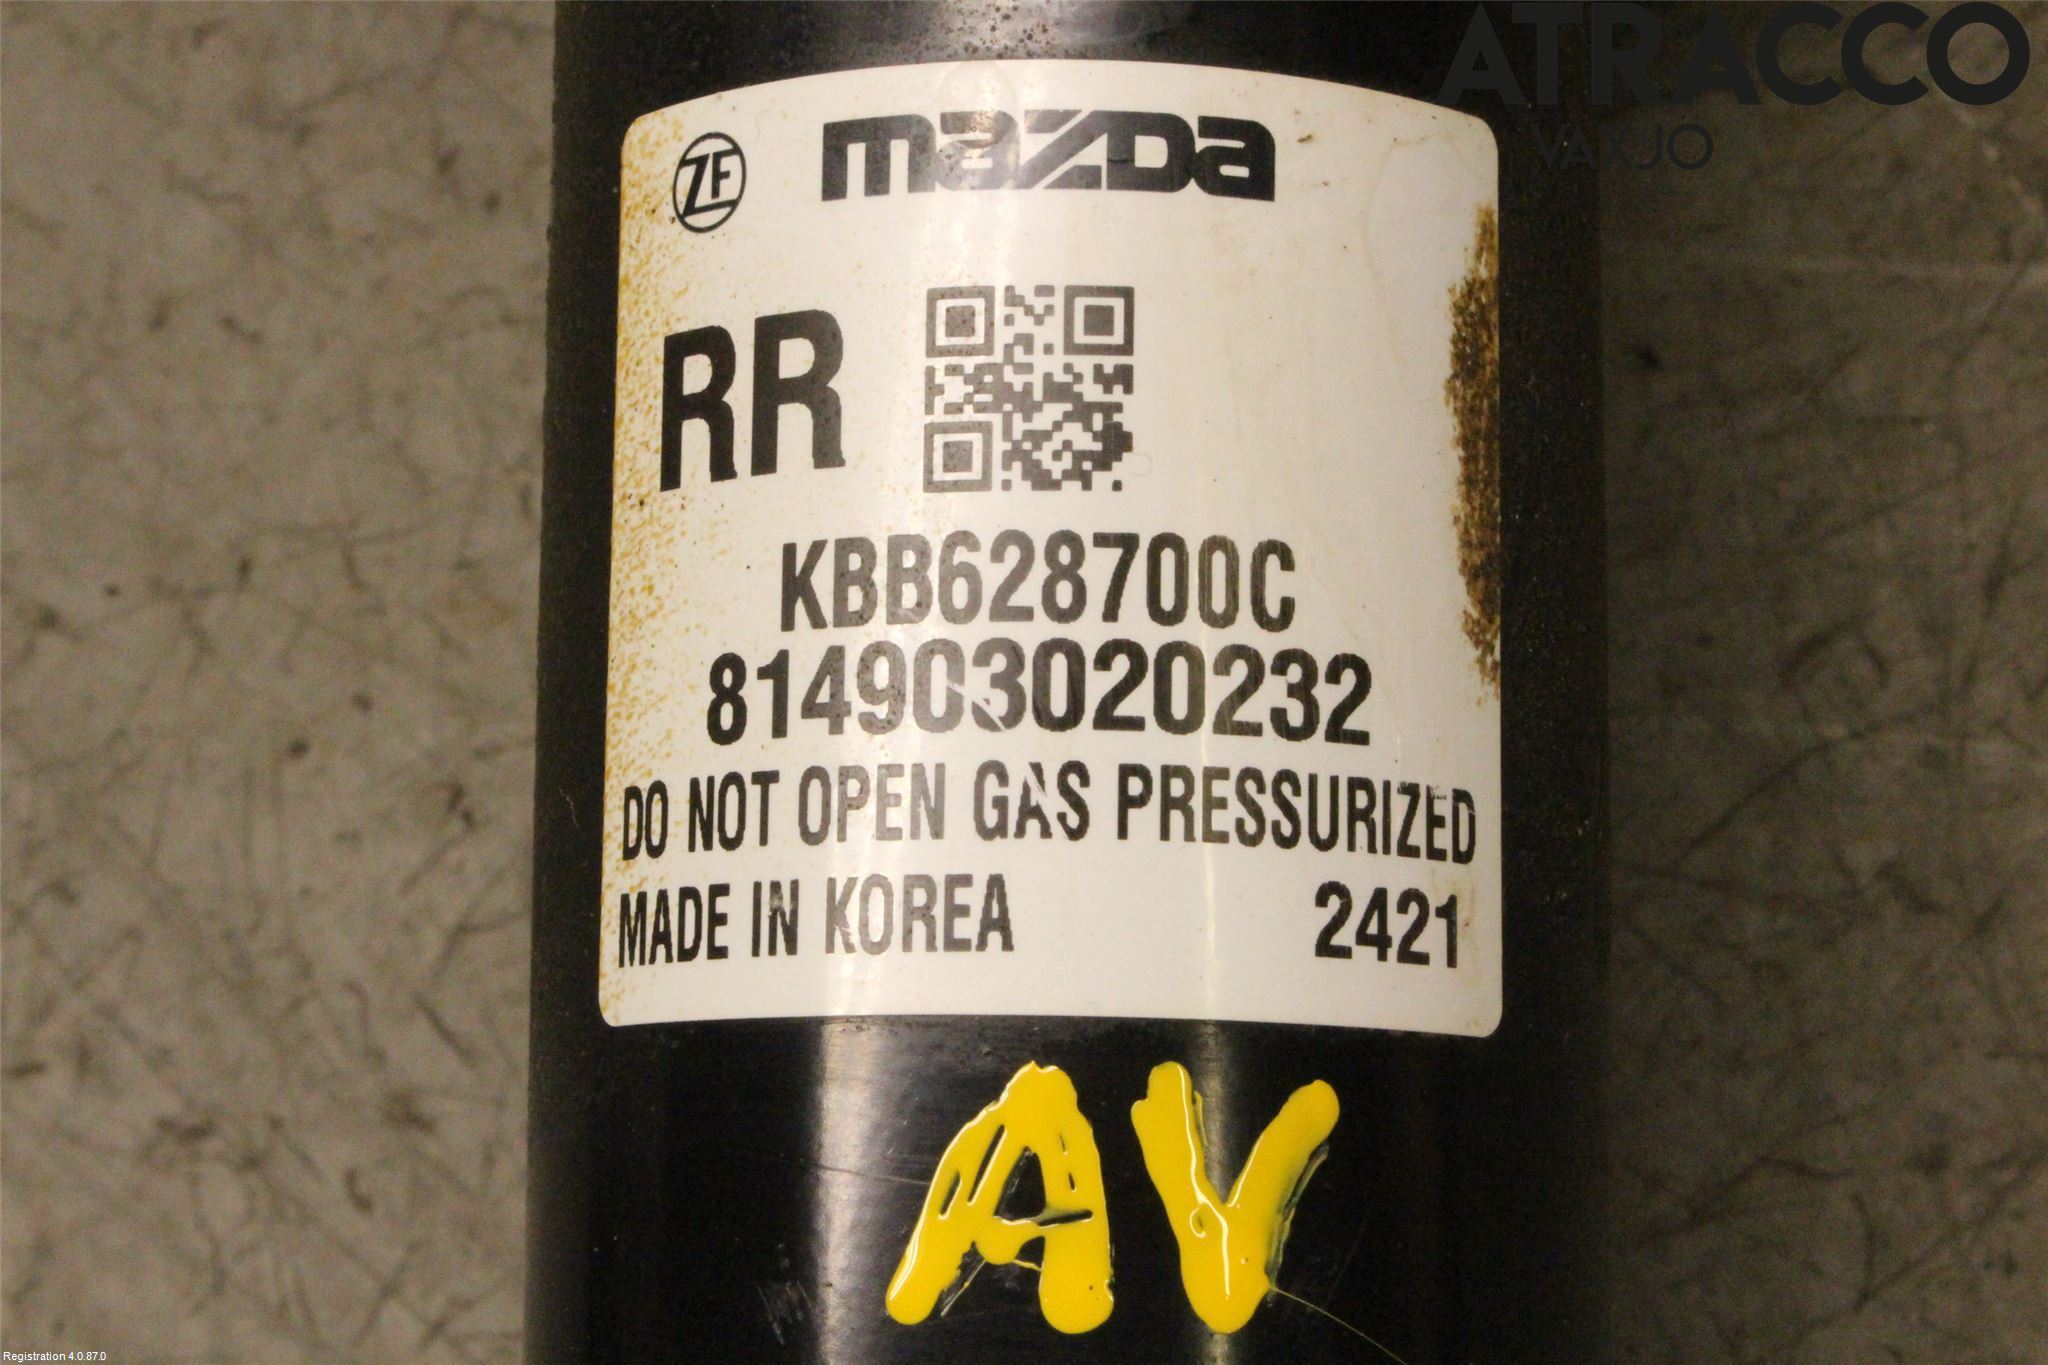 ATRACCO
VÄXJÖ
ZF mazda
RR
KBB628700C
814903020232
DO NOT OPEN GAS PRESSURIZED
MADE IN KOREA 2421
AV
Registration 4.0.87.0